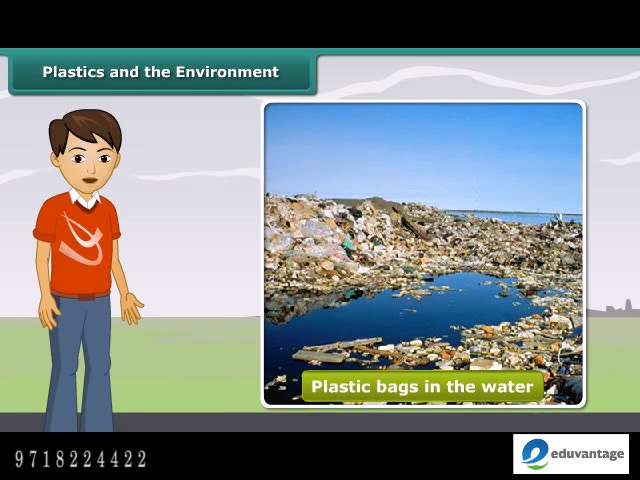 Plastics and the Environment
Plastic bags in the water
9718224422
eduvantage